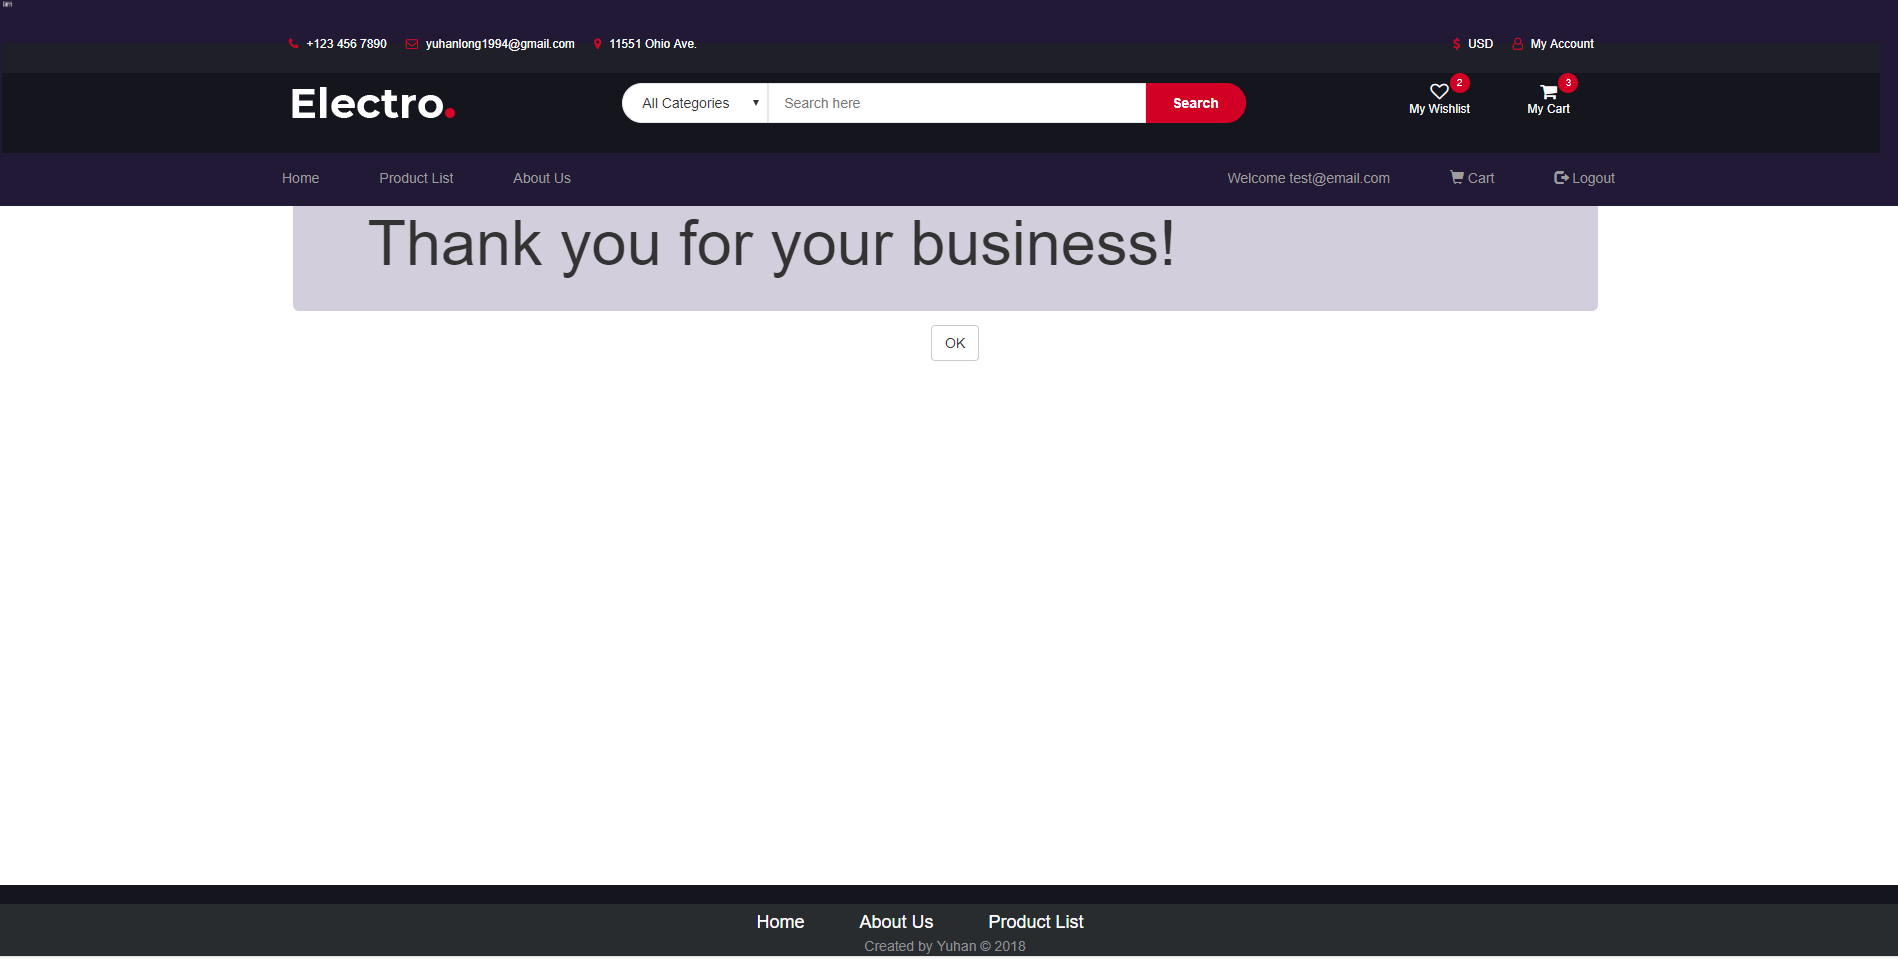 +123 456 7890 yuhanlong1994@gmail.com 11551 Ohio Ave. $ USD My Account
Electro. All Categories Search here Search 2 My Wishlist 3 My Cart
Home Product List About Us Welcome test@email.com Cart Logout
Thank you for your business!
OK
Home About Us Product List
Created by Yuhan © 2018